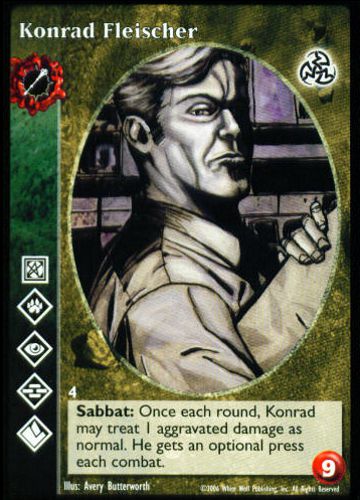 Konrad Fleischer
4
Sabbat: Once each round, Konrad
may treat 1 aggravated damage as
normal. He gets an optional press
each combat.
9
Illus: Avery Butterworth
©2006 White Wolf Publishing, Inc. All Rights Reserved